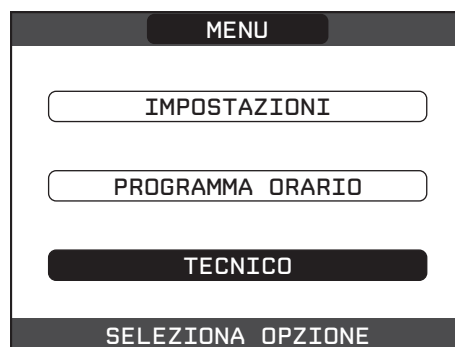 MENU
IMPOSTAZIONI
PROGRAMMA ORARIO
TECNICO
SELEZIONA OPZIONE